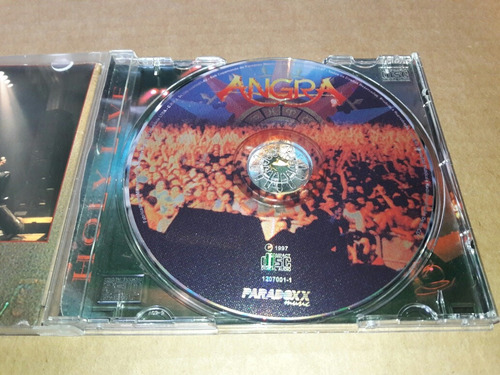 ANGRA
HOLY LIVE
℗ 1997
COMPACT
DISC
DIGITAL AUDIO
1207001-1
PARADOXX
music